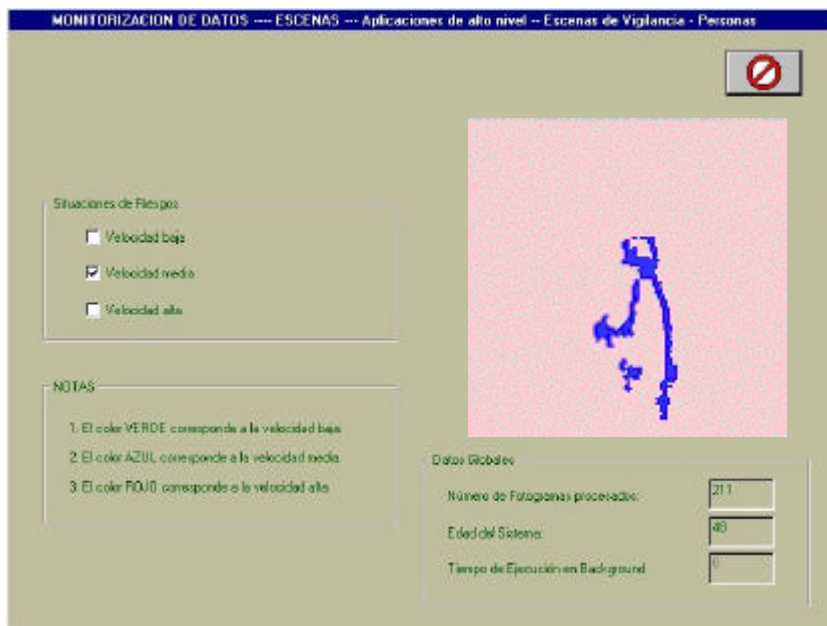 MONITORIZACION DE DATOS ---- ESCENAS --- Aplicaciones de alto nivel -- Escenas de Vigilancia - Personas
Situaciones de Riesgos
Velocidad baja
Velocidad media
Velocidad alta
NOTAS
1. El color VERDE corresponde a la velocidad baja.
2. El color AZUL corresponde a la velocidad media.
3. El color ROJO corresponde a la velocidad alta.
Datos Globales
Número de Fotogramas procesados: 211
Edad del Sistema: 48
Tiempo de Ejecución en Background